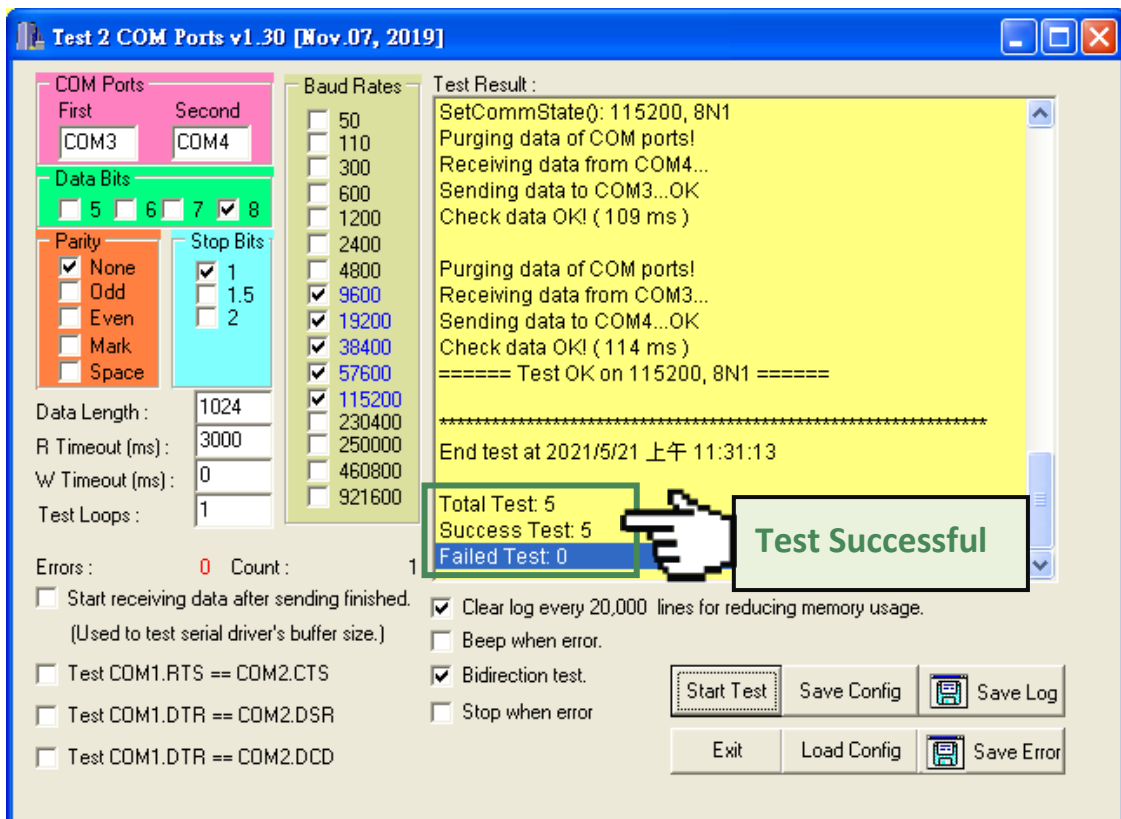 Test 2 COM Ports v1.30 [Nov.07, 2019]
COM Ports
First Second
COM3 COM4
Data Bits
5 6 7 8
Parity
None
Odd
Even
Mark
Space
Stop Bits
1
1.5
2
Data Length : 1024
R Timeout (ms) : 3000
W Timeout (ms) : 0
Test Loops : 1
Baud Rates
50
110
300
600
1200
2400
4800
9600
19200
38400
57600
115200
230400
250000
460800
921600
Test Result :
SetCommState(): 115200, 8N1
Purging data of COM ports!
Receiving data from COM4...
Sending data to COM3...OK
Check data OK! ( 109 ms )
Purging data of COM ports!
Receiving data from COM3...
Sending data to COM4...OK
Check data OK! ( 114 ms )
====== Test OK on 115200, 8N1 ======
******************************************************************************
End test at 2021/5/21 上午 11:31:13
Total Test: 5
Success Test: 5
Failed Test: 0
Test Successful
Errors : 0 Count : 1
Start receiving data after sending finished.
(Used to test serial driver's buffer size.)
Test COM1.RTS == COM2.CTS
Test COM1.DTR == COM2.DSR
Test COM1.DTR == COM2.DCD
Clear log every 20,000 lines for reducing memory usage.
Beep when error.
Bidirection test.
Stop when error
Start Test Save Config Save Log
Exit Load Config Save Error